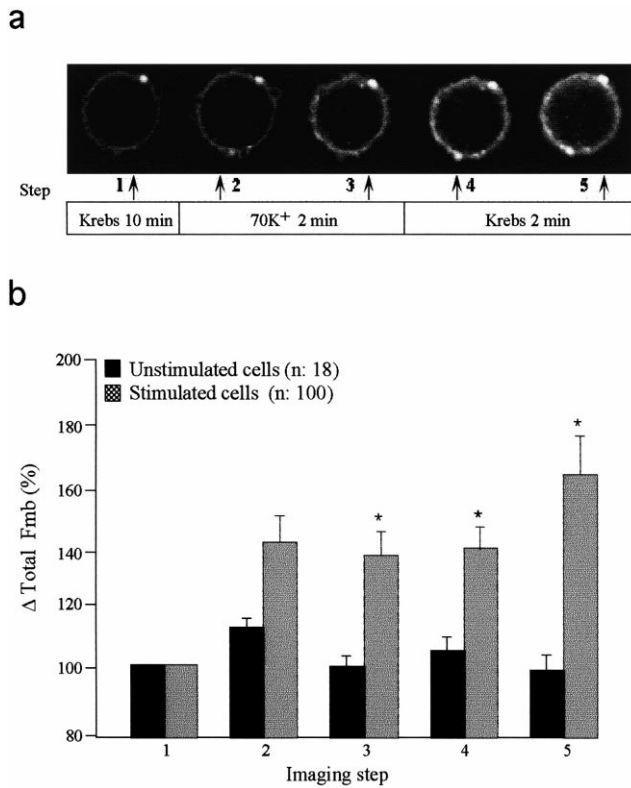 a
Step 1 2 3 4 5
Krebs 10 min 70K+ 2 min Krebs 2 min
b
200
180
160
140
120
100
80
Δ Total Fmb (%)
Unstimulated cells (n: 18)
Stimulated cells (n: 100)
* * *
1 2 3 4 5
Imaging step